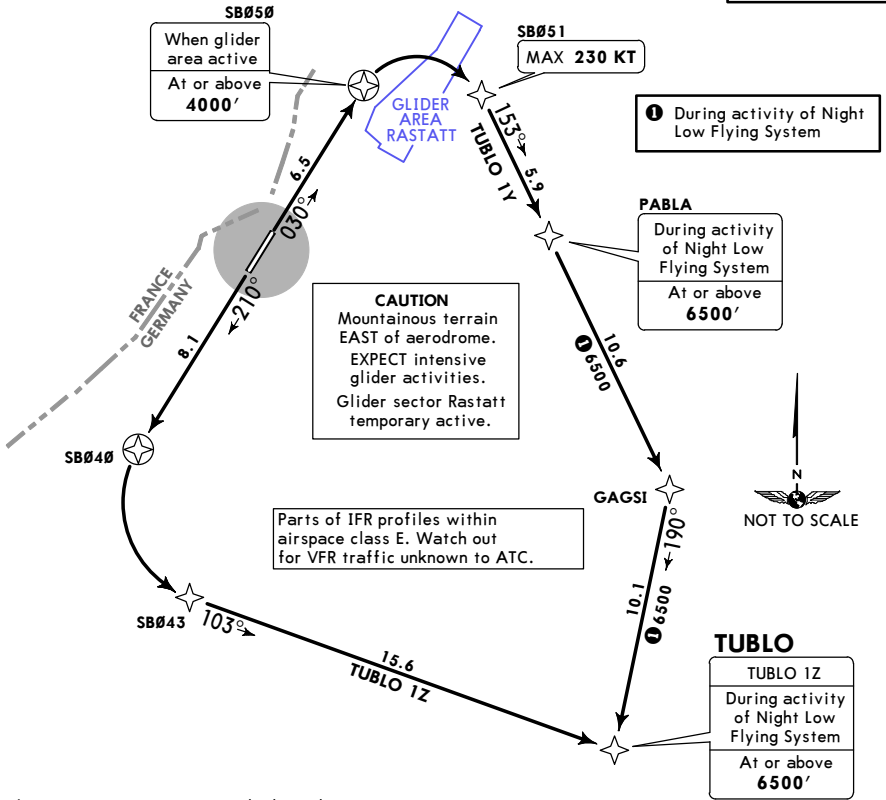 SBØ5Ø
When glider
area active
At or above
4000′
SBØ51
MAX 230 KT
GLIDER
AREA
RASTATT
❶ During activity of Night
Low Flying System
153°
5.9
TUBLO 1Y
6.5
030°
PABLA
During activity
of Night Low
Flying System
At or above
6500′
FRANCE
GERMANY
210°
8.1
CAUTION
Mountainous terrain
EAST of aerodrome.
EXPECT intensive
glider activities.
Glider sector Rastatt
temporary active.
10.6
❶6500
SBØ4Ø
N
NOT TO SCALE
GAGSI
190°
Parts of IFR profiles within
airspace class E. Watch out
for VFR traffic unknown to ATC.
10.1
❶6500
SBØ43
103°
15.6
TUBLO 1Z
TUBLO
TUBLO 1Z
During activity
of Night Low
Flying System
At or above
6500′